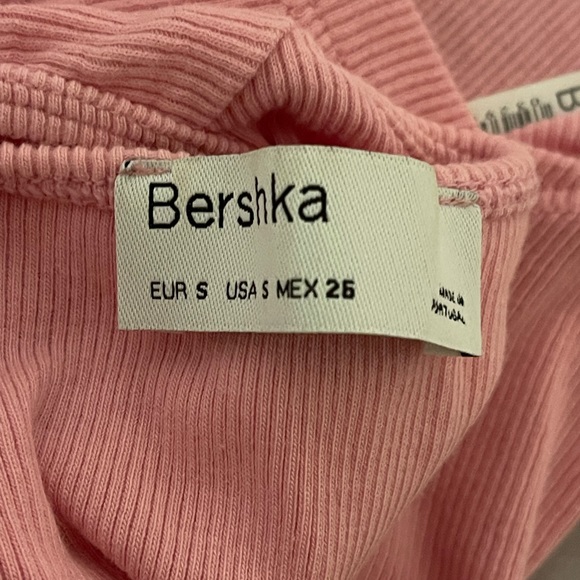 Bershka
EUR S USA S MEX 26
MADE IN
PORTUGAL